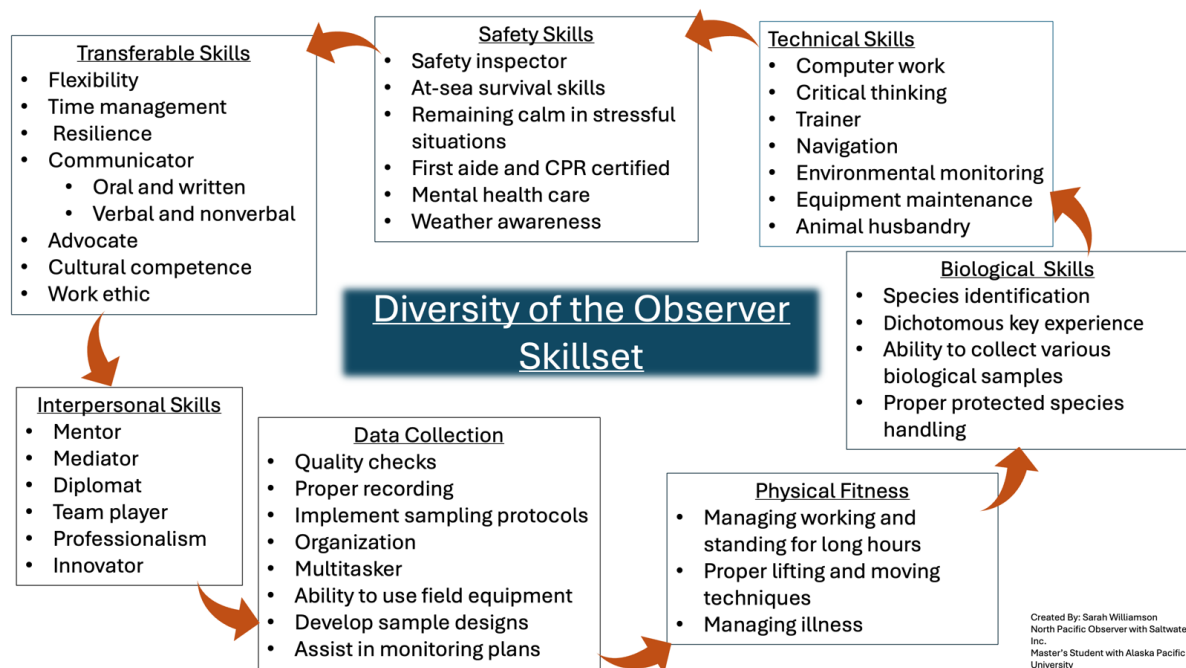 Transferable Skills
• Flexibility
• Time management
• Resilience
• Communicator
• Oral and written
• Verbal and nonverbal
• Advocate
• Cultural competence
• Work ethic
Safety Skills
• Safety inspector
• At-sea survival skills
• Remaining calm in stressful
situations
• First aide and CPR certified
• Mental health care
• Weather awareness
Technical Skills
• Computer work
• Critical thinking
• Trainer
• Navigation
• Environmental monitoring
• Equipment maintenance
• Animal husbandry
Diversity of the Observer
Skillset
Biological Skills
• Species identification
• Dichotomous key experience
• Ability to collect various
biological samples
• Proper protected species
handling
Interpersonal Skills
• Mentor
• Mediator
• Diplomat
• Team player
• Professionalism
• Innovator
Data Collection
• Quality checks
• Proper recording
• Implement sampling protocols
• Organization
• Multitasker
• Ability to use field equipment
• Develop sample designs
• Assist in monitoring plans
Physical Fitness
• Managing working and
standing for long hours
• Proper lifting and moving
techniques
• Managing illness
Created By: Sarah Williamson
North Pacific Observer with Saltwater
Inc.
Master's Student with Alaska Pacific
University